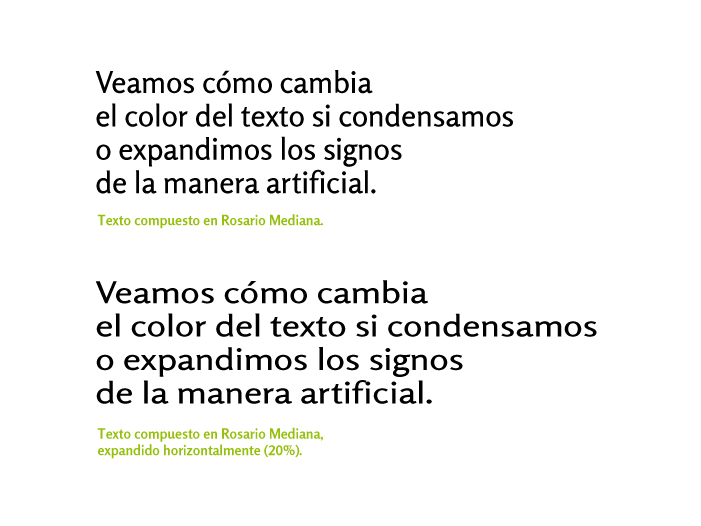 Veamos cómo cambia
el color del texto si condensamos
o expandimos los signos
de la manera artificial.
Texto compuesto en Rosario Mediana.
Veamos cómo cambia
el color del texto si condensamos
o expandimos los signos
de la manera artificial.
Texto compuesto en Rosario Mediana,
expandido horizontalmente (20%).